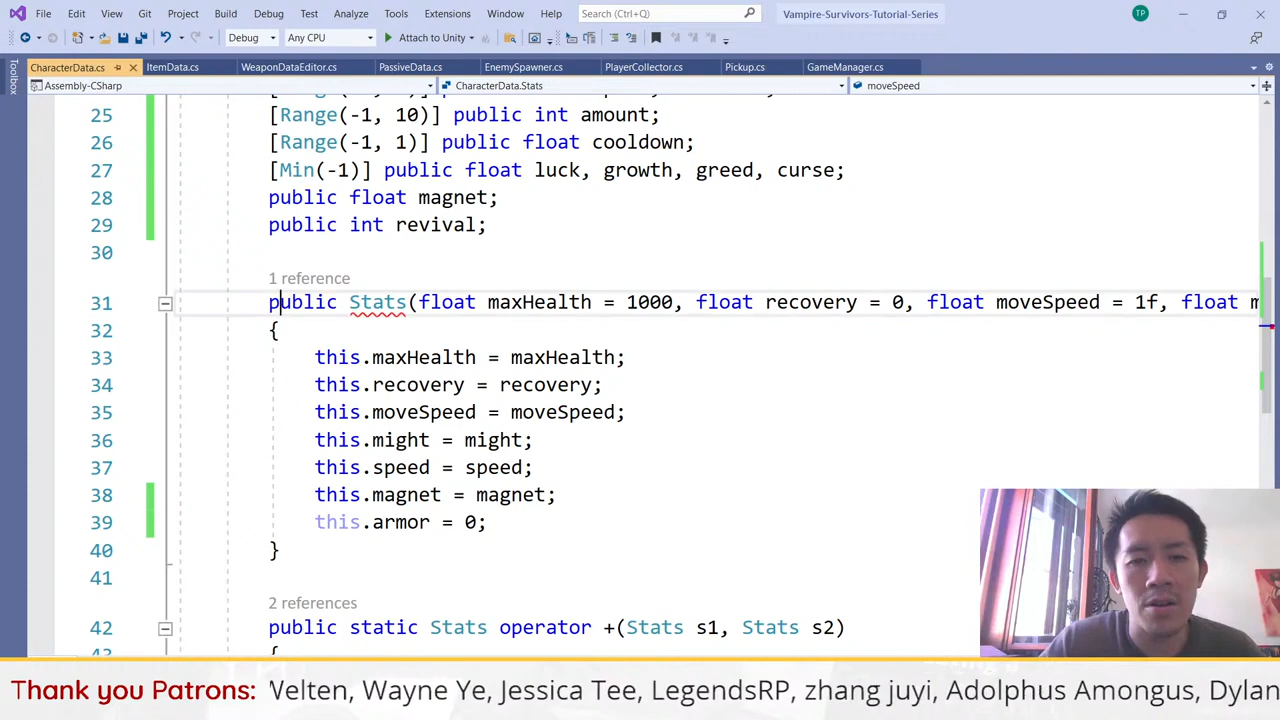 File Edit View Git Project Build Debug Test Analyze Tools Extensions Window Help Search (Ctrl+Q) Vampire-Survivors-Tutorial-Series TP
Debug Any CPU Attach to Unity
Toolbox
CharacterData.cs ItemData.cs WeaponDataEditor.cs PassiveData.cs EnemySpawner.cs PlayerCollector.cs Pickup.cs GameManager.cs
Assembly-CSharp CharacterData.Stats moveSpeed
25 [Range(-1, 10)] public int amount;
26 [Range(-1, 1)] public float cooldown;
27 [Min(-1)] public float luck, growth, greed, curse;
28 public float magnet;
29 public int revival;
30
1 reference
31 public Stats(float maxHealth = 1000, float recovery = 0, float moveSpeed = 1f, float m
32 {
33 this.maxHealth = maxHealth;
34 this.recovery = recovery;
35 this.moveSpeed = moveSpeed;
36 this.might = might;
37 this.speed = speed;
38 this.magnet = magnet;
39 this.armor = 0;
40 }
41
2 references
42 public static Stats operator +(Stats s1, Stats s2)
{
Thank you Patrons: Welten, Wayne Ye, Jessica Tee, LegendsRP, zhang juyi, Adolphus Amongus, Dylan